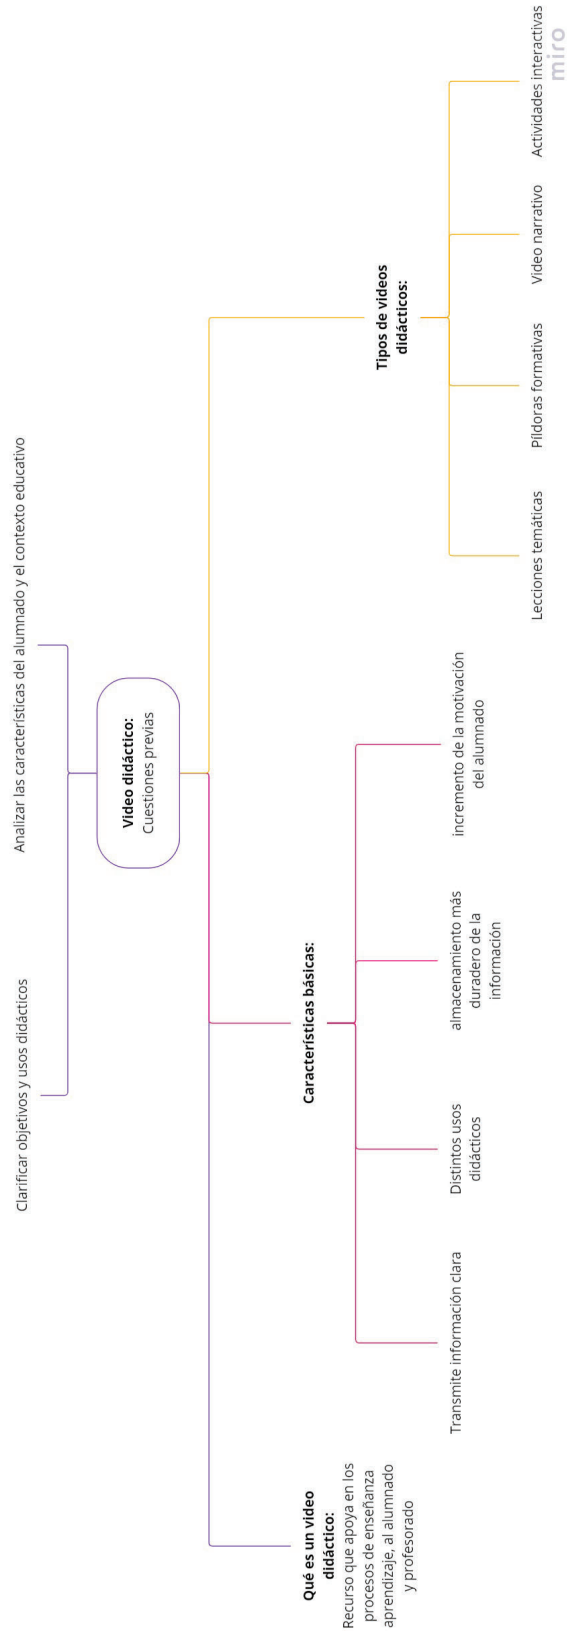 Clarificar objetivos y usos didácticos
Analizar las características del alumnado y el contexto educativo
Video didáctico:
Cuestiones previas
Qué es un video
didáctico:
Recurso que apoya en los
procesos de enseñanza
aprendizaje, al alumnado
y profesorado
Características básicas:
Transmite información clara
Distintos usos
didácticos
almacenamiento más
duradero de la
información
incremento de la motivación
del alumnado
Tipos de videos
didácticos:
Lecciones temáticas
Píldoras formativas
Video narrativo
Actividades interactivas
miro